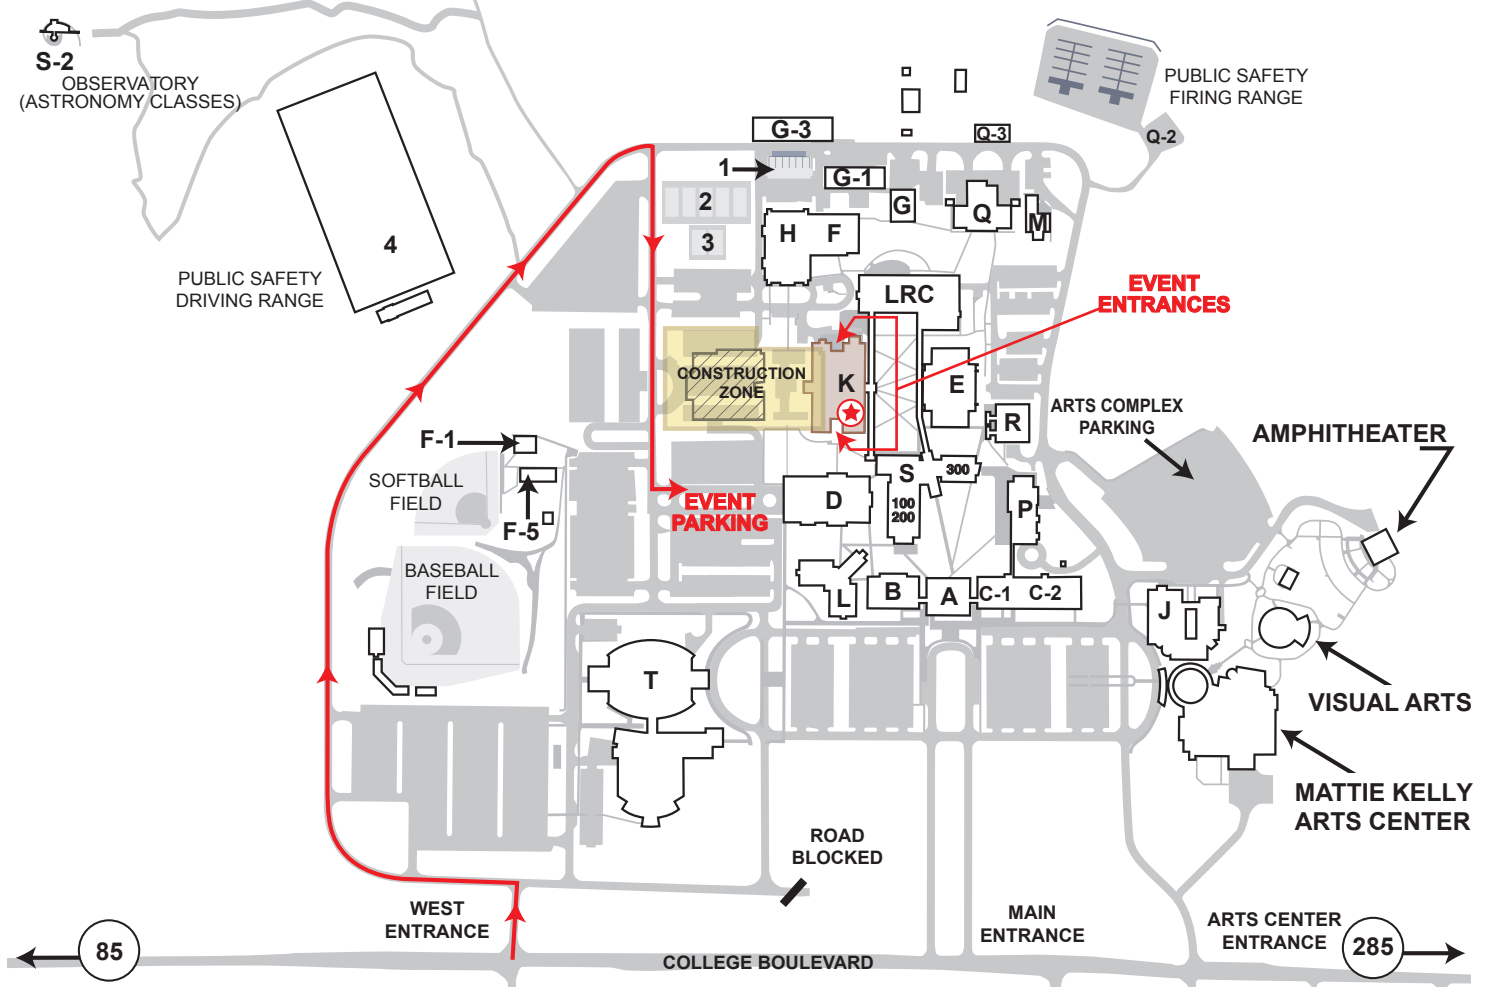 S-2
OBSERVATORY
(ASTRONOMY CLASSES)
PUBLIC SAFETY
FIRING RANGE
Q-2
G-3
Q-3
1
G-1
2
G
Q
M
3
H
F
4
PUBLIC SAFETY
DRIVING RANGE
LRC
EVENT
ENTRANCES
CONSTRUCTION
ZONE
K
E
R
ARTS COMPLEX
PARKING
AMPHITHEATER
F-1
SOFTBALL
FIELD
F-5
S
300
100
200
D
P
EVENT
PARKING
BASEBALL
FIELD
L
B
A
C-1
C-2
J
T
VISUAL ARTS
MATTIE KELLY
ARTS CENTER
ROAD
BLOCKED
WEST
ENTRANCE
MAIN
ENTRANCE
ARTS CENTER
ENTRANCE
85
285
COLLEGE BOULEVARD